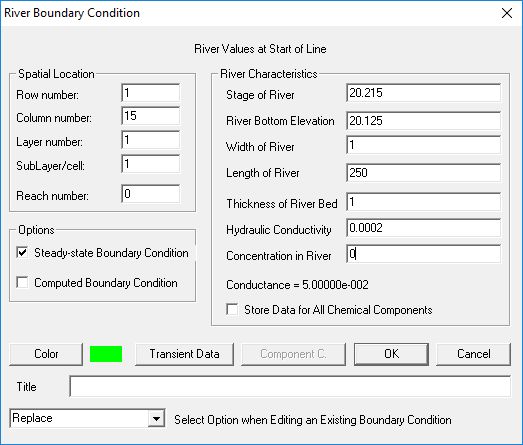 River Boundary Condition
River Values at Start of Line
Spatial Location
Row number: 1
Column number: 15
Layer number: 1
SubLayer/cell: 1
Reach number: 0
Options
Steady-state Boundary Condition
Computed Boundary Condition
River Characteristics
Stage of River 20.215
River Bottom Elevation 20.125
Width of River 1
Length of River 250
Thickness of River Bed 1
Hydraulic Conductivity 0.0002
Concentration in River 0
Conductance = 5.00000e-002
Store Data for All Chemical Components
Color Transient Data Component C. OK Cancel
Title
Replace Select Option when Editing an Existing Boundary Condition